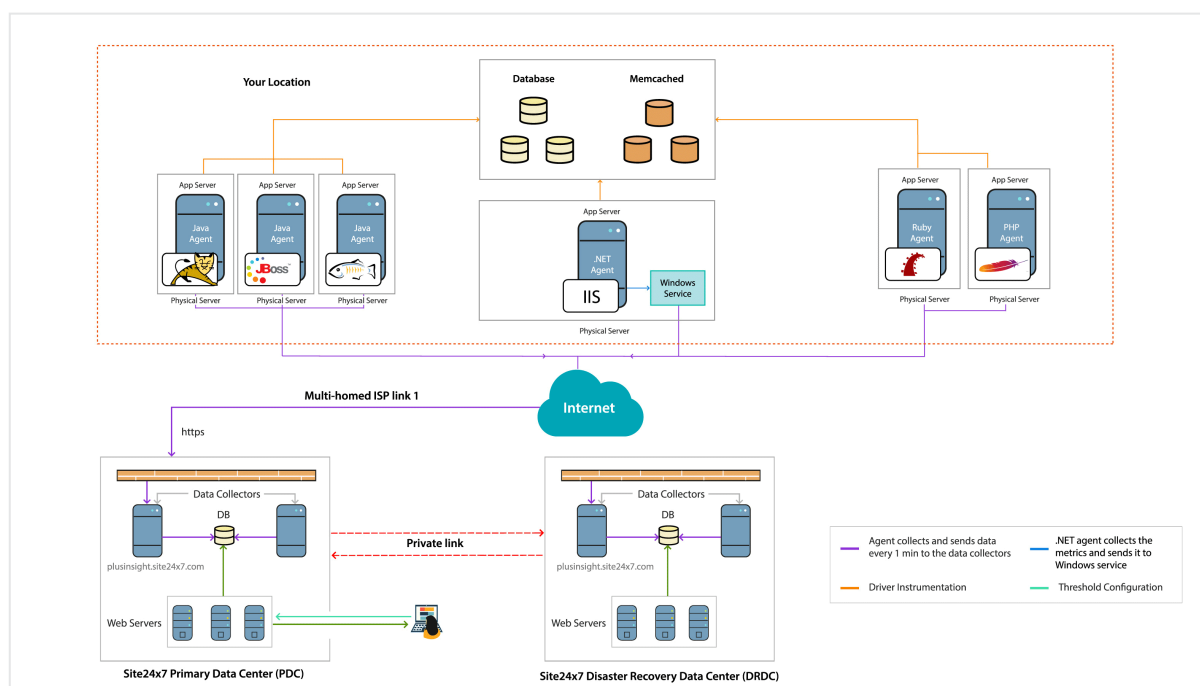 Your Location
Database
Memcached
App Server
App Server
App Server
Java
Agent
Java
Agent
Java
Agent
JBoss™
Physical Server
Physical Server
Physical Server
App Server
.NET
Agent
IIS
Windows
Service
Physical Server
App Server
App Server
Ruby
Agent
PHP
Agent
Physical Server
Physical Server
Internet
Multi-homed ISP link 1
https
Data Collectors
DB
plusinsight.site24x7.com
Web Servers
Site24x7 Primary Data Center (PDC)
Private link
Data Collectors
DB
plusinsight.site24x7.com
Web Servers
Site24x7 Disaster Recovery Data Center (DRDC)
Agent collects and sends data
every 1 min to the data collectors
.NET agent collects the
metrics and sends it to
Windows service
Driver Instrumentation
Threshold Configuration